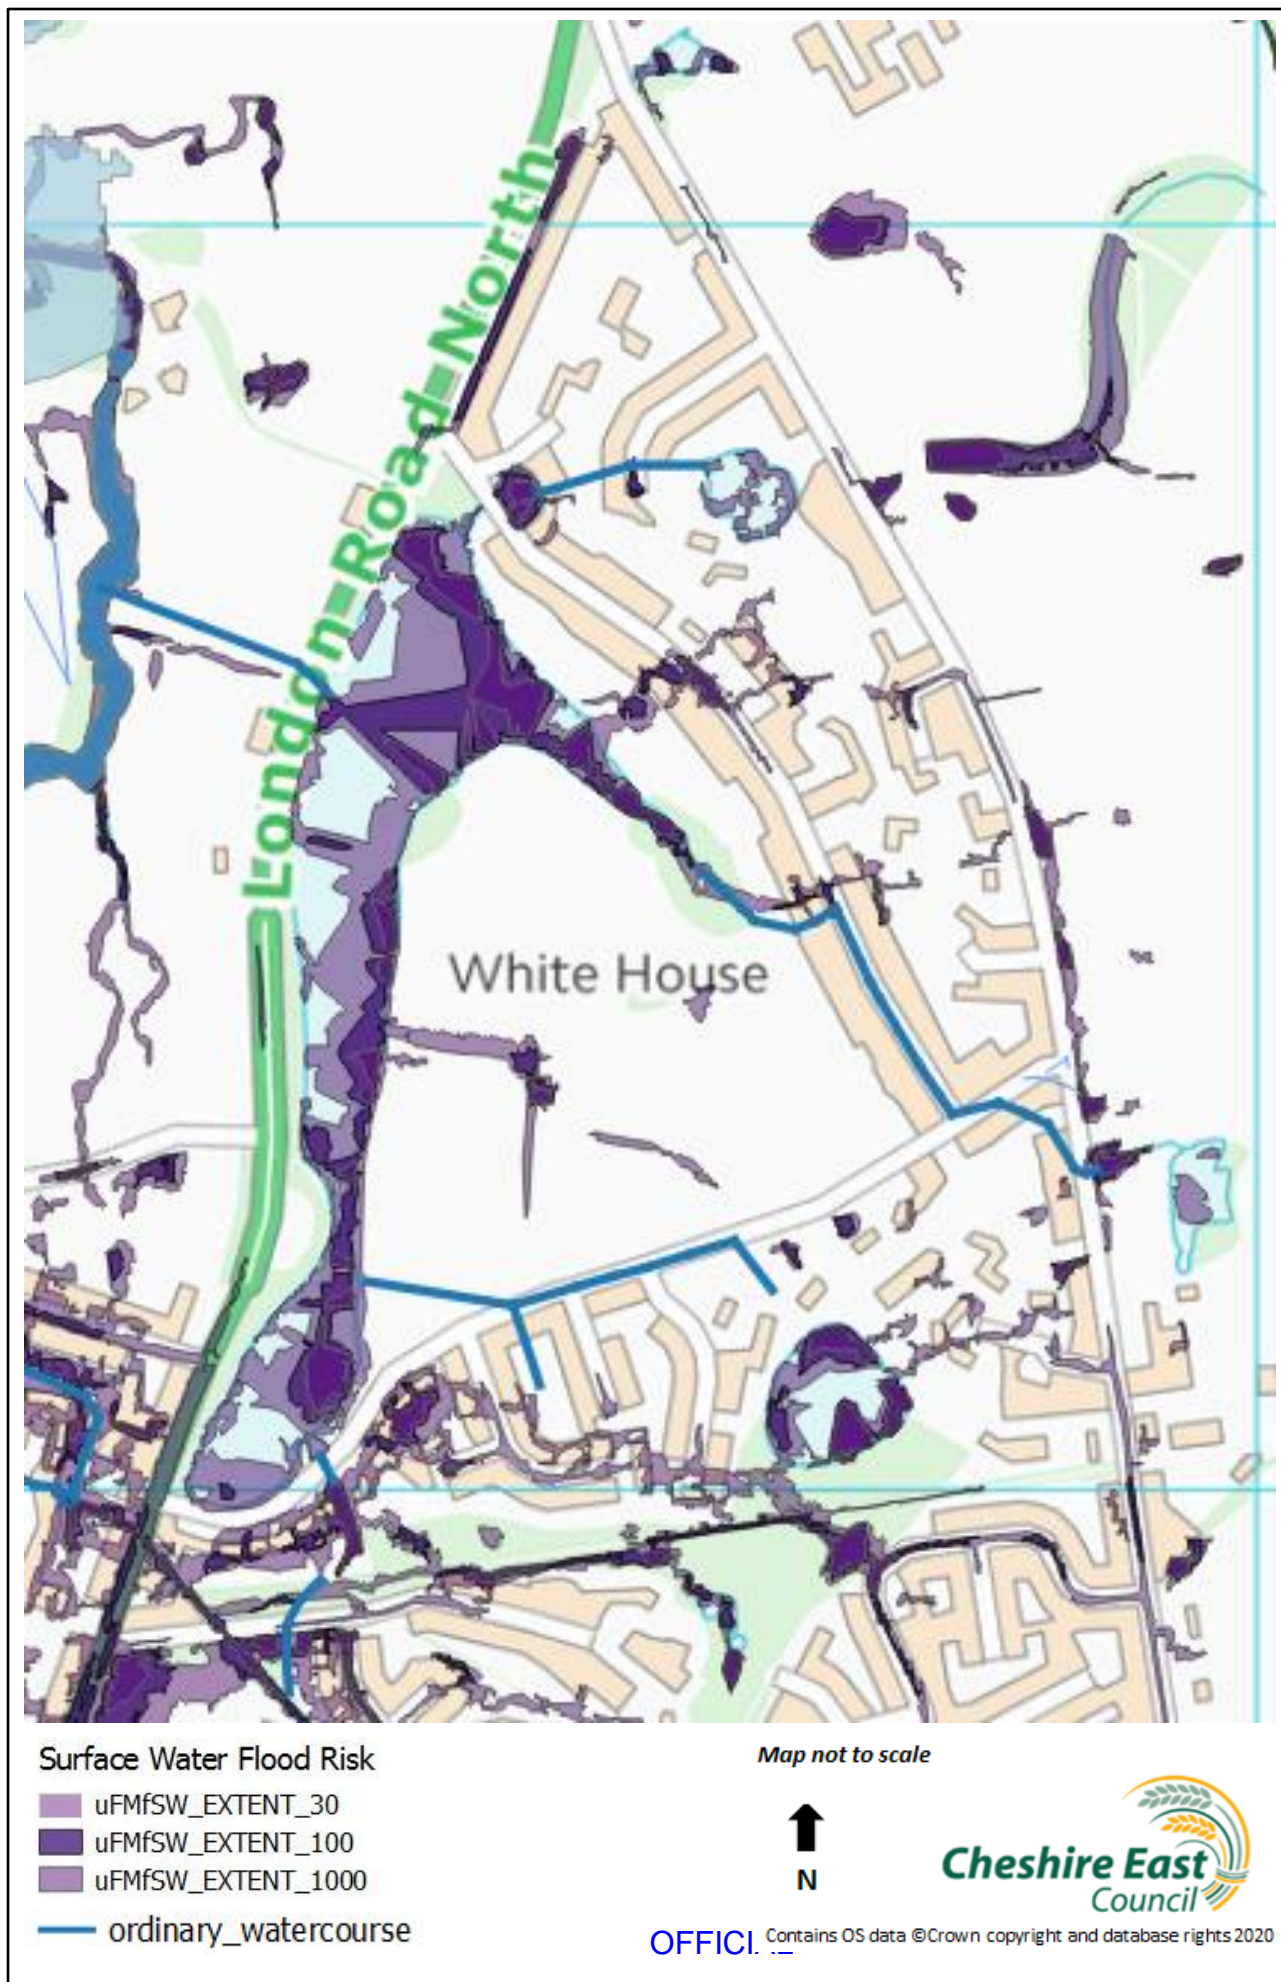 London Road North
White House
Surface Water Flood Risk
uFMfSW_EXTENT_30
uFMfSW_EXTENT_100
uFMfSW_EXTENT_1000
ordinary_watercourse
Map not to scale
N
Cheshire East
Council
Contains OS data ©Crown copyright and database rights 2020